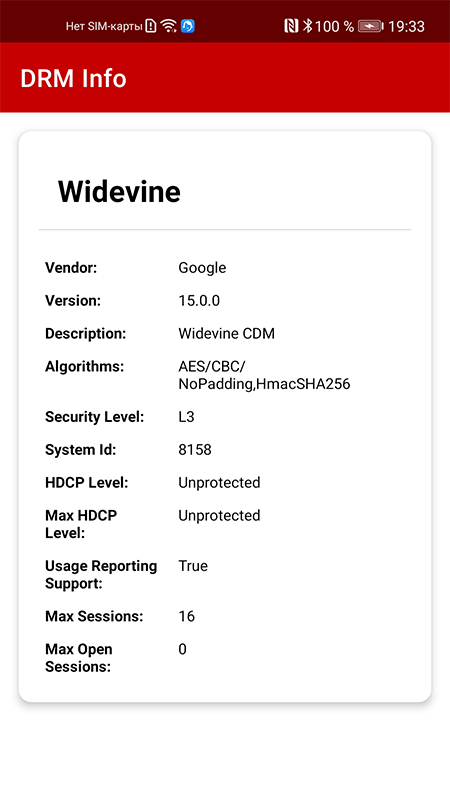 Нет SIM-карты 100 % 19:33
DRM Info
Widevine
Vendor: Google
Version: 15.0.0
Description: Widevine CDM
Algorithms: AES/CBC/
NoPadding,HmacSHA256
Security Level: L3
System Id: 8158
HDCP Level: Unprotected
Max HDCP Unprotected
Level:
Usage Reporting True
Support:
Max Sessions: 16
Max Open 0
Sessions: